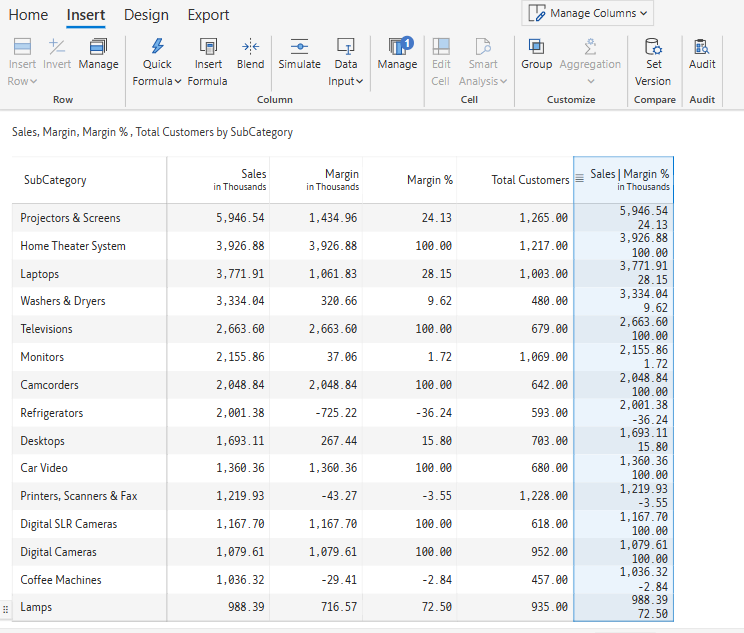 Home Insert Design Export
Manage Columns
Insert Row
Invert
Manage
Row
Quick Formula
Insert Formula
Blend
Simulate
Data Input
Column
Manage 1
Edit Cell
Smart Analysis
Cell
Group
Aggregation
Customize
Set Version
Compare
Audit
Audit
Sales, Margin, Margin % , Total Customers by SubCategory
SubCategory
Sales in Thousands
Margin in Thousands
Margin %
Total Customers
Sales | Margin % in Thousands
Projectors & Screens 5,946.54 1,434.96 24.13 1,265.00 5,946.54 24.13
Home Theater System 3,926.88 3,926.88 100.00 1,217.00 3,926.88 100.00
Laptops 3,771.91 1,061.83 28.15 1,003.00 3,771.91 28.15
Washers & Dryers 3,334.04 320.66 9.62 480.00 3,334.04 9.62
Televisions 2,663.60 2,663.60 100.00 679.00 2,663.60 100.00
Monitors 2,155.86 37.06 1.72 1,069.00 2,155.86 1.72
Camcorders 2,048.84 2,048.84 100.00 642.00 2,048.84 100.00
Refrigerators 2,001.38 -725.22 -36.24 593.00 2,001.38 -36.24
Desktops 1,693.11 267.44 15.80 703.00 1,693.11 15.80
Car Video 1,360.36 1,360.36 100.00 680.00 1,360.36 100.00
Printers, Scanners & Fax 1,219.93 -43.27 -3.55 1,228.00 1,219.93 -3.55
Digital SLR Cameras 1,167.70 1,167.70 100.00 618.00 1,167.70 100.00
Digital Cameras 1,079.61 1,079.61 100.00 952.00 1,079.61 100.00
Coffee Machines 1,036.32 -29.41 -2.84 457.00 1,036.32 -2.84
Lamps 988.39 716.57 72.50 935.00 988.39 72.50